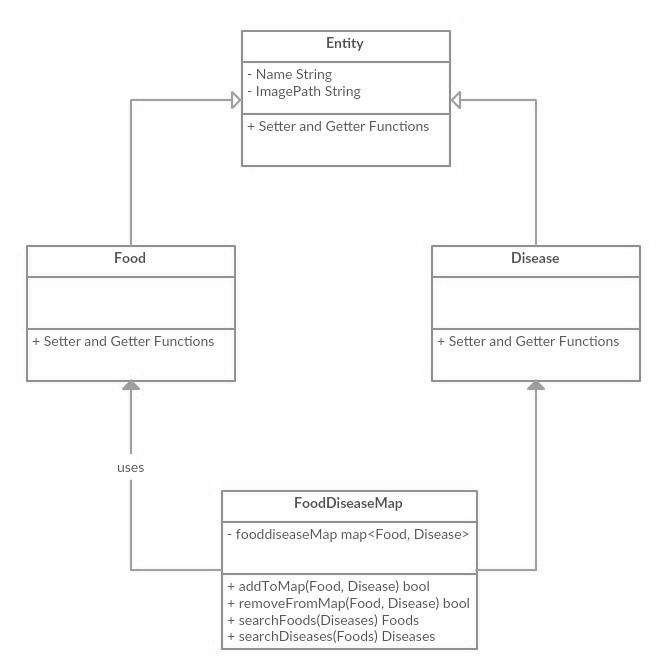 Entity
- Name String
- ImagePath String
+ Setter and Getter Functions
Food
+ Setter and Getter Functions
Disease
+ Setter and Getter Functions
uses
FoodDiseaseMap
- fooddiseaseMap map<Food, Disease>
+ addToMap(Food, Disease) bool
+ removeFromMap(Food, Disease) bool
+ searchFoods(Diseases) Foods
+ searchDiseases(Foods) Diseases